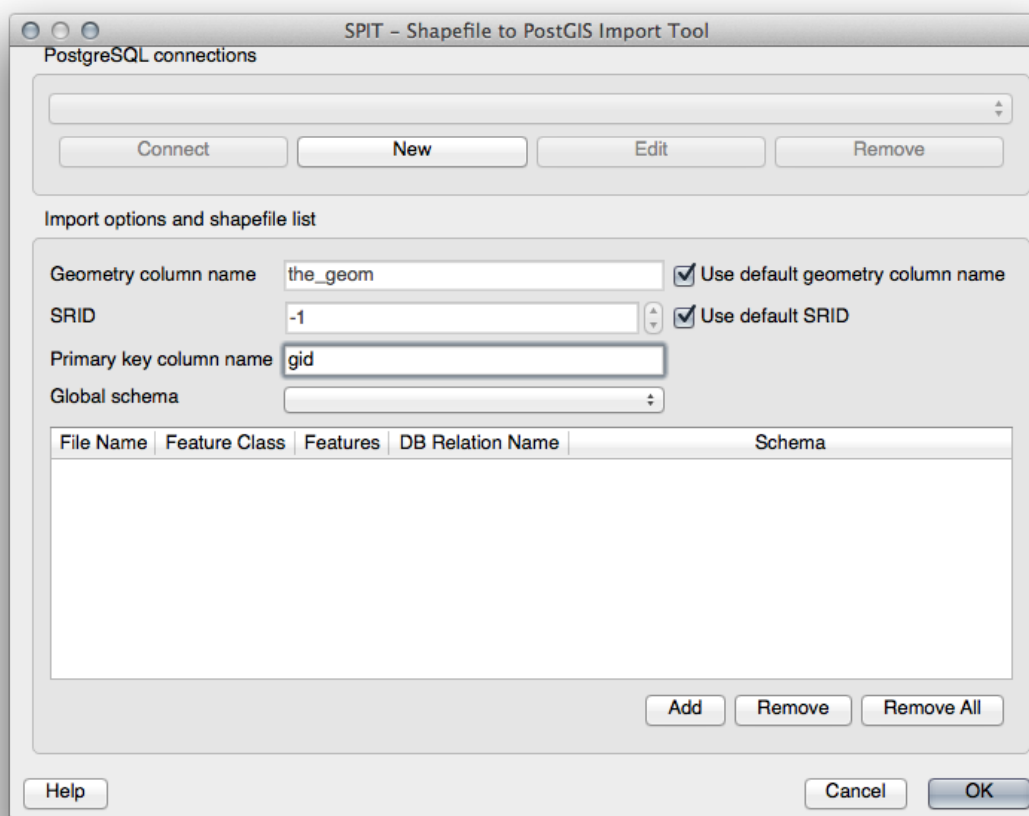 SPIT – Shapefile to PostGIS Import Tool
PostgreSQL connections
Connect New Edit Remove
Import options and shapefile list
Geometry column name the_geom Use default geometry column name
SRID -1 Use default SRID
Primary key column name gid
Global schema
File Name Feature Class Features DB Relation Name Schema
Add Remove Remove All
Help Cancel OK